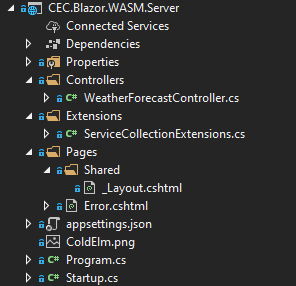 CEC.Blazor.WASM.Server
Connected Services
Dependencies
Properties
Controllers
C# WeatherForecastController.cs
Extensions
C# ServiceCollectionExtensions.cs
Pages
Shared
_Layout.cshtml
Error.cshtml
appsettings.json
ColdElm.png
C# Program.cs
C# Startup.cs